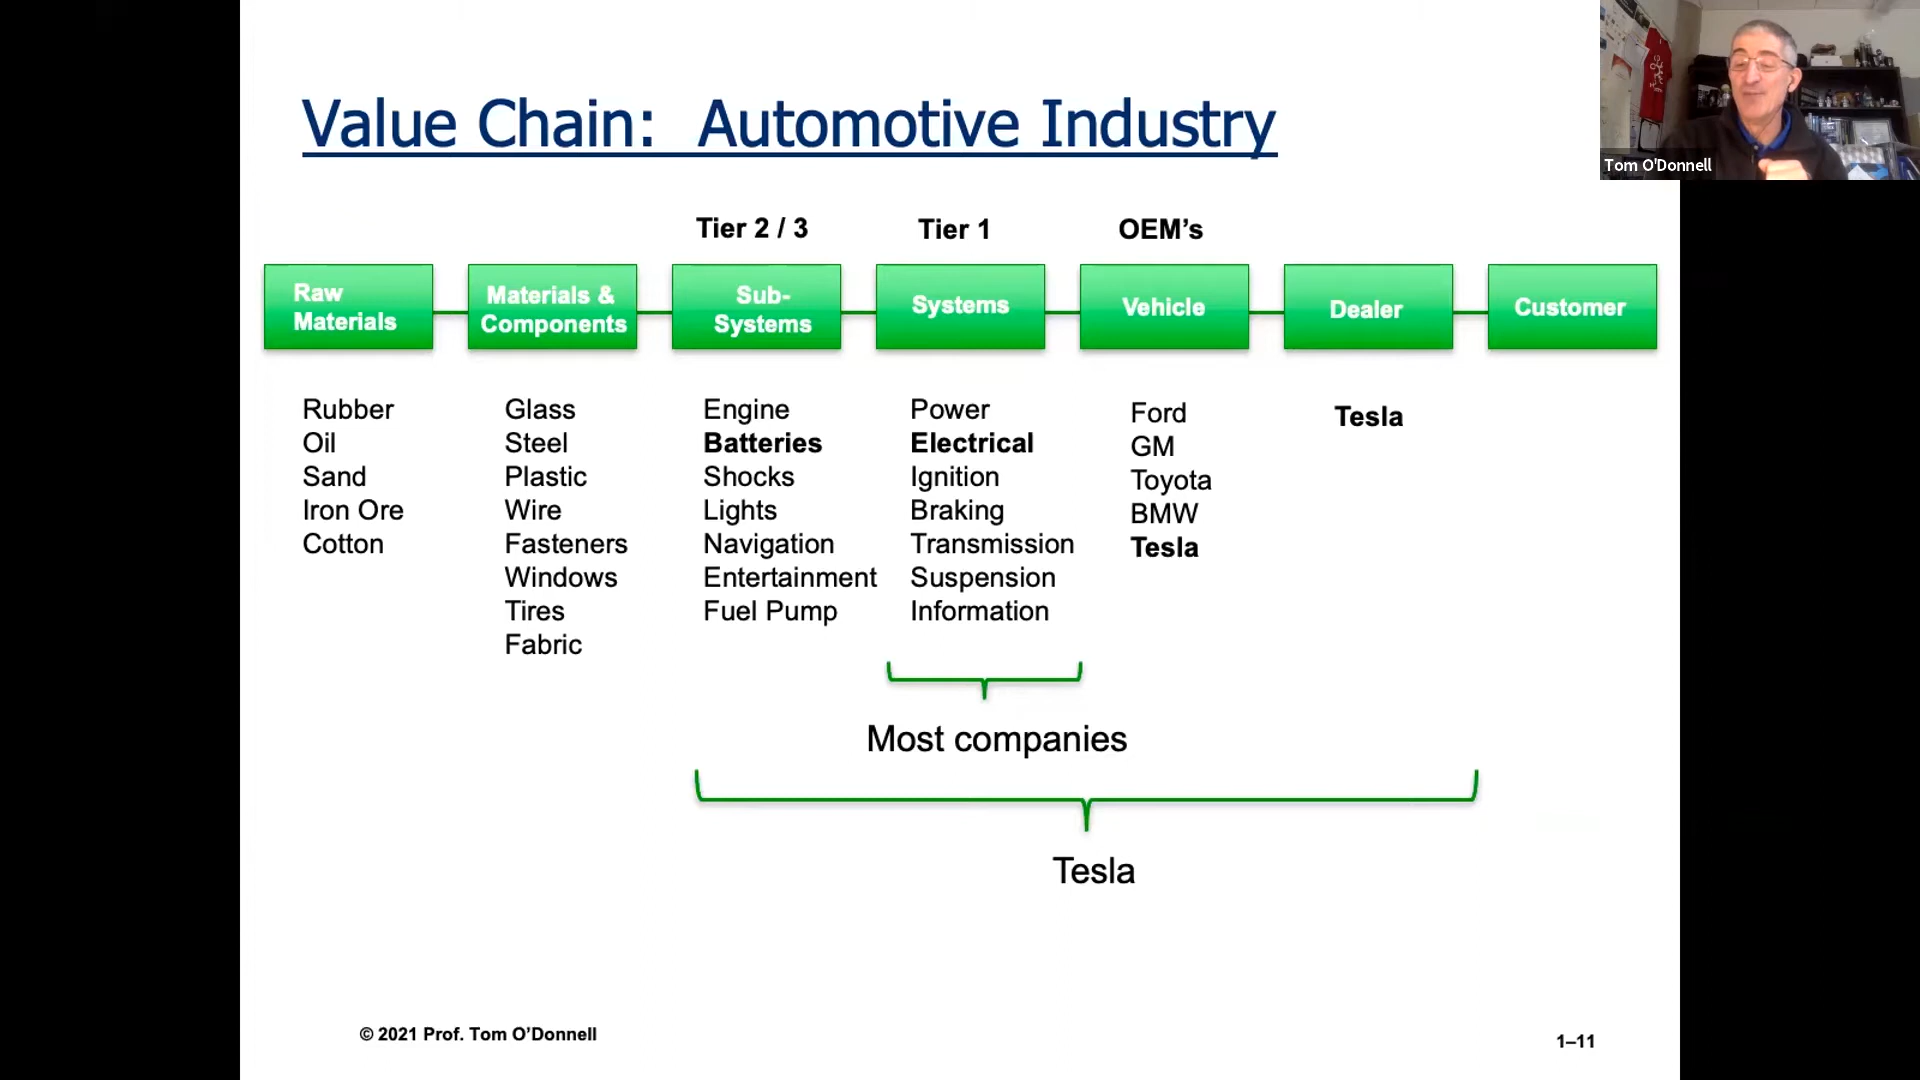 Value Chain: Automotive Industry
Tom O'Donnell
Tier 2 / 3
Tier 1
OEM’s
Raw
Materials
Materials &
Components
Sub-
Systems
Systems
Vehicle
Dealer
Customer
Rubber
Oil
Sand
Iron Ore
Cotton
Glass
Steel
Plastic
Wire
Fasteners
Windows
Tires
Fabric
Engine
Batteries
Shocks
Lights
Navigation
Entertainment
Fuel Pump
Power
Electrical
Ignition
Braking
Transmission
Suspension
Information
Ford
GM
Toyota
BMW
Tesla
Tesla
Most companies
Tesla
© 2021 Prof. Tom O’Donnell
1–11